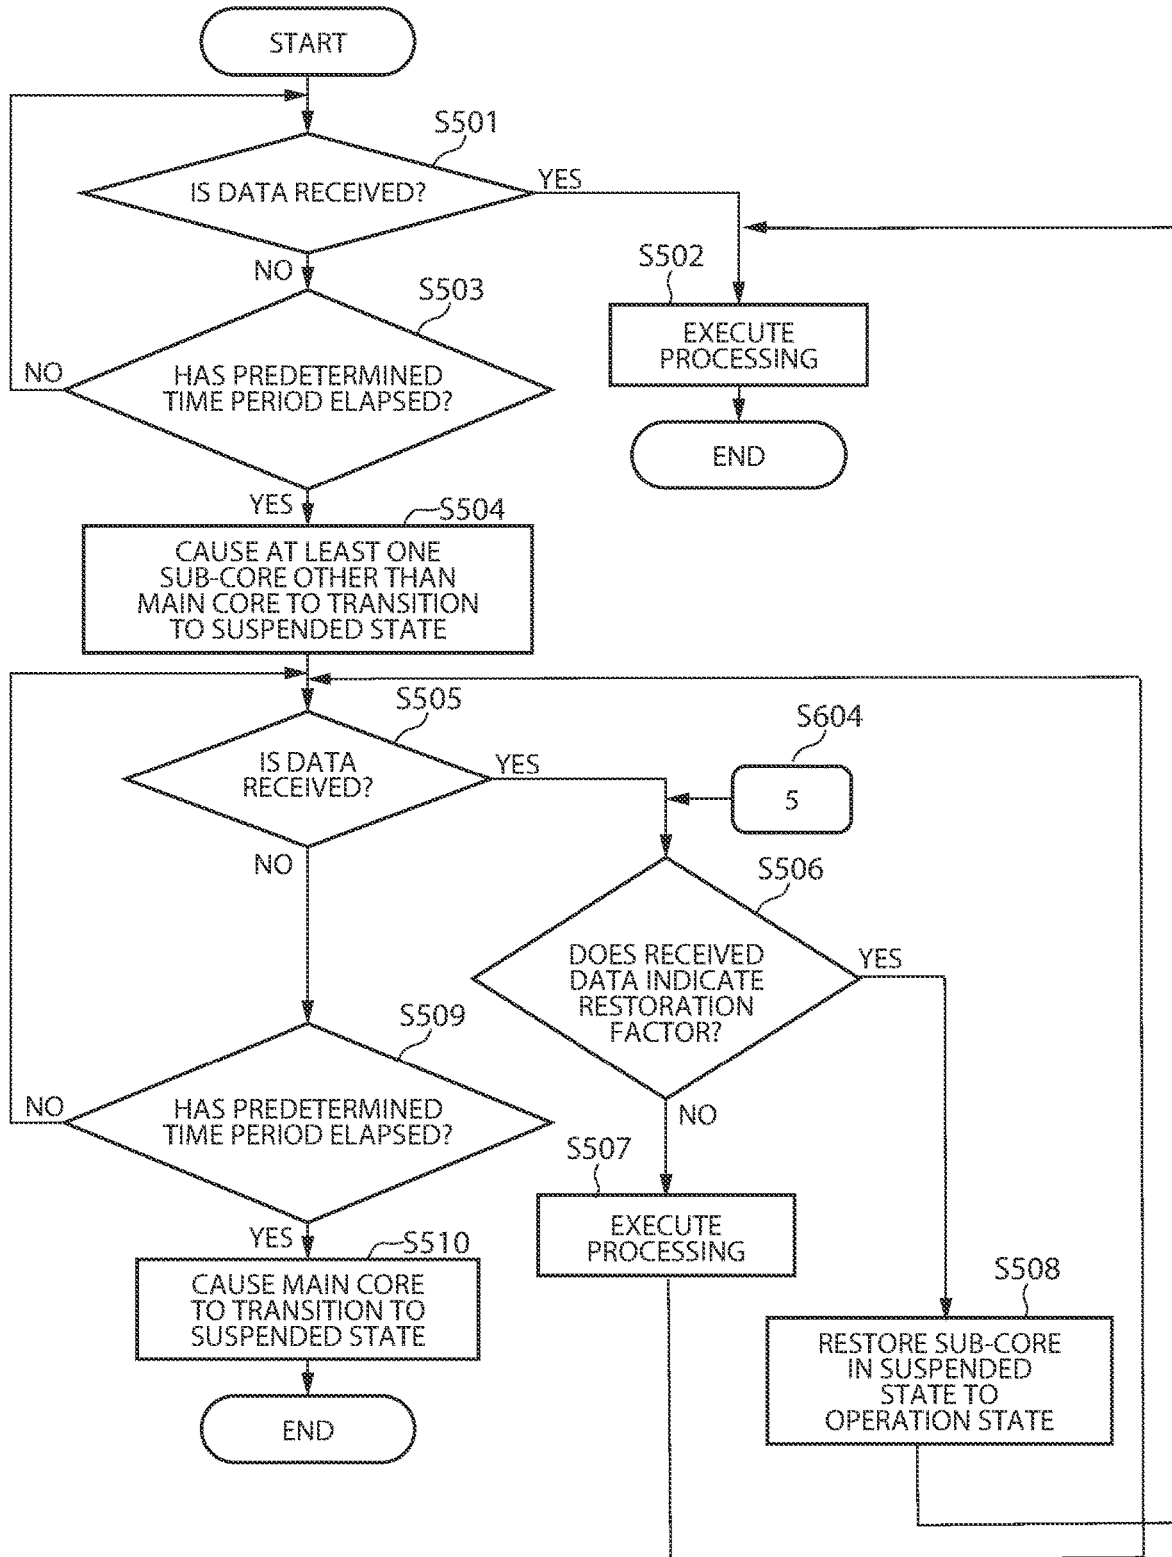 START
S501
IS DATA RECEIVED?
YES
NO
S502
EXECUTE
PROCESSING
END
S503
HAS PREDETERMINED
TIME PERIOD ELAPSED?
NO
YES
S504
CAUSE AT LEAST ONE
SUB-CORE OTHER THAN
MAIN CORE TO TRANSITION
TO SUSPENDED STATE
S505
IS DATA
RECEIVED?
YES
NO
S604
5
S506
DOES RECEIVED
DATA INDICATE
RESTORATION
FACTOR?
YES
NO
S509
HAS PREDETERMINED
TIME PERIOD ELAPSED?
NO
YES
S507
EXECUTE
PROCESSING
S510
CAUSE MAIN CORE
TO TRANSITION TO
SUSPENDED STATE
END
S508
RESTORE SUB-CORE
IN SUSPENDED
STATE TO
OPERATION STATE